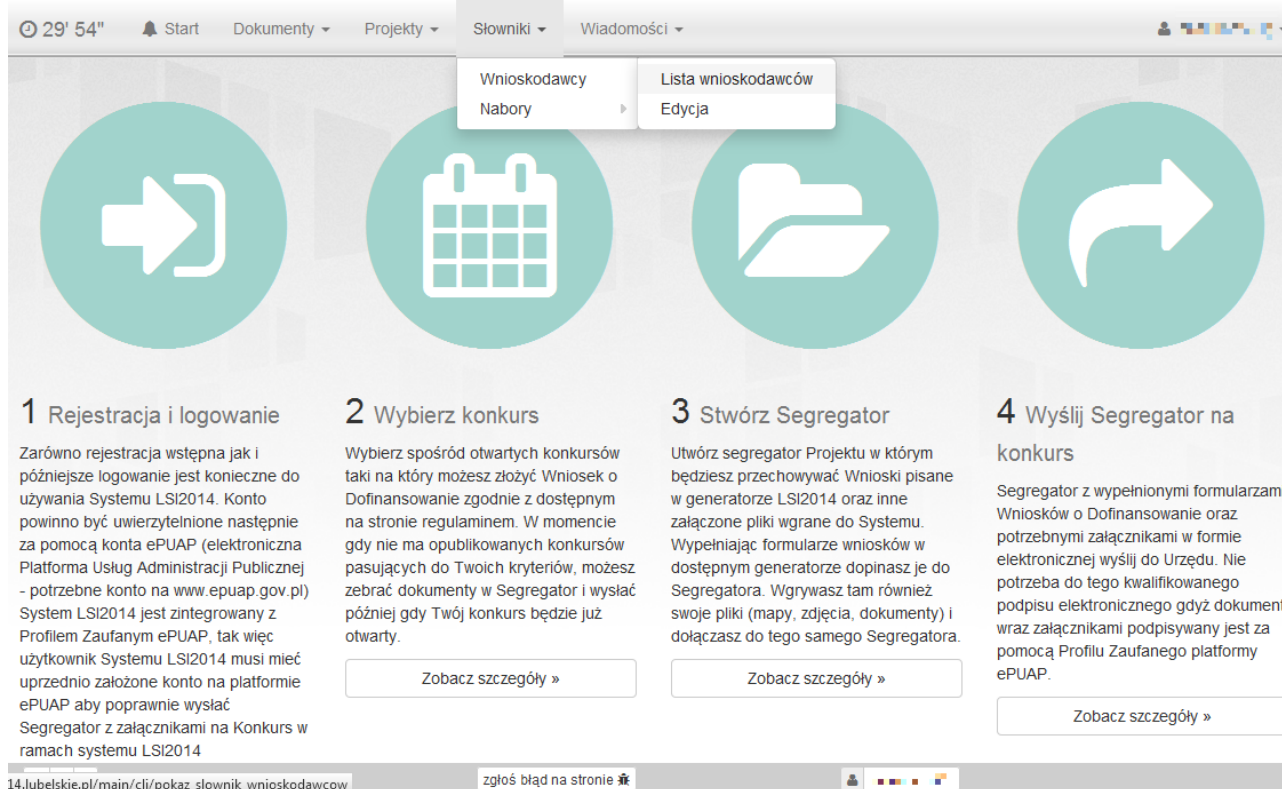 29' 54" Start Dokumenty Projekty Słowniki Wiadomości
Wnioskodawcy
Nabory
Lista wnioskodawców
Edycja
1 Rejestracja i logowanie
Zarówno rejestracja wstępna jak i
późniejsze logowanie jest konieczne do
używania Systemu LSI2014. Konto
powinno być uwierzytelnione następnie
za pomocą konta ePUAP (elektroniczna
Platforma Usług Administracji Publicznej
- potrzebne konto na www.epuap.gov.pl)
System LSI2014 jest zintegrowany z
Profilem Zaufanym ePUAP, tak więc
użytkownik Systemu LSI2014 musi mieć
uprzednio założone konto na platformie
ePUAP aby poprawnie wysłać
Segregator z załącznikami na Konkurs w
ramach systemu LSI2014
2 Wybierz konkurs
Wybierz spośród otwartych konkursów
taki na który możesz złożyć Wniosek o
Dofinansowanie zgodnie z dostępnym
na stronie regulaminem. W momencie
gdy nie ma opublikowanych konkursów
pasujących do Twoich kryteriów, możesz
zebrać dokumenty w Segregator i wysłać
później gdy Twój konkurs będzie już
otwarty.
Zobacz szczegóły »
3 Stwórz Segregator
Utwórz segregator Projektu w którym
będziesz przechowywać Wnioski pisane
w generatorze LSI2014 oraz inne
załączone pliki wgrane do Systemu.
Wypełniając formularze wniosków w
dostępnym generatorze dopinasz je do
Segregatora. Wgrywasz tam również
swoje pliki (mapy, zdjęcia, dokumenty) i
dołączasz do tego samego Segregatora.
Zobacz szczegóły »
4 Wyślij Segregator na
konkurs
Segregator z wypełnionymi formularzam
Wniosków o Dofinansowanie oraz
potrzebnymi załącznikami w formie
elektronicznej wyślij do Urzędu. Nie
potrzeba do tego kwalifikowanego
podpisu elektronicznego gdyż dokument
wraz załącznikami podpisywany jest za
pomocą Profilu Zaufanego platformy
ePUAP.
Zobacz szczegóły »
14.lubelskie.pl/main/cli/pokaz_slownik_wnioskodawcow
zgłoś błąd na stronie